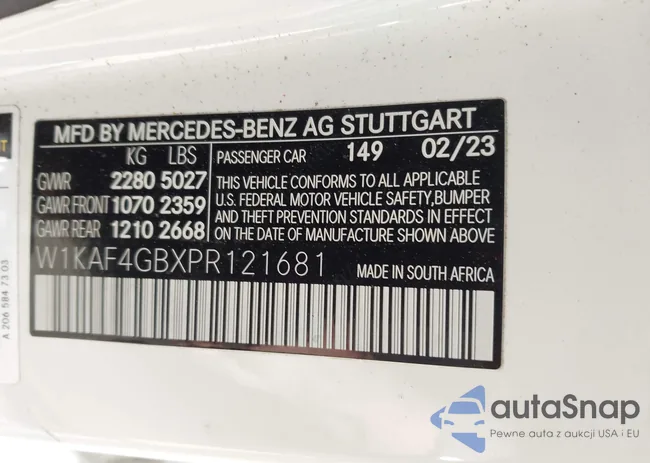 MFD BY MERCEDES-BENZ AG STUTTGART
KG LBS PASSENGER CAR 149 02/23
GVWR 2280 5027
GAWR FRONT 1070 2359
GAWR REAR 1210 2668
THIS VEHICLE CONFORMS TO ALL APPLICABLE
U.S. FEDERAL MOTOR VEHICLE SAFETY,BUMPER
AND THEFT PREVENTION STANDARDS IN EFFECT
ON THE DATE OF MANUFACTURE SHOWN ABOVE.
W1KAF4GBXPR121681 MADE IN SOUTH AFRICA
A 206 584 73 03
autaSnap
Pewne auta z aukcji USA i EU